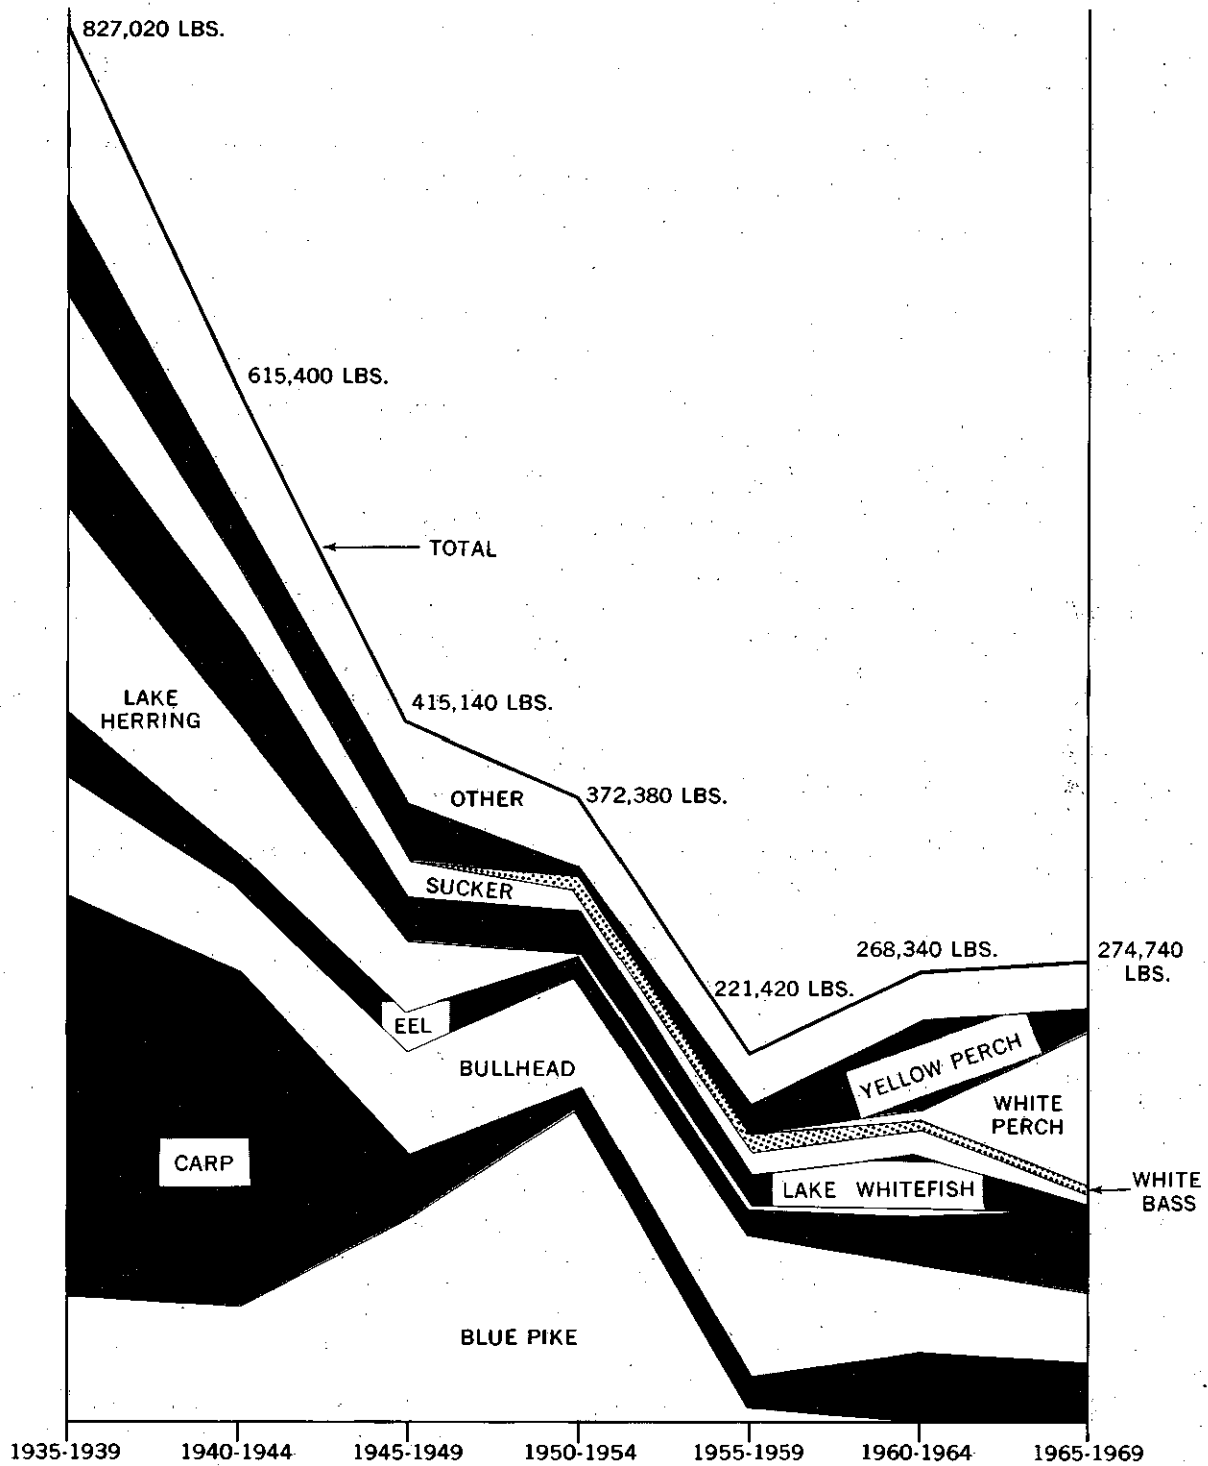 827,020 LBS.
615,400 LBS.
TOTAL
LAKE
HERRING
415,140 LBS.
OTHER
372,380 LBS.
SUCKER
268,340 LBS.
274,740
LBS.
221,420 LBS.
EEL
BULLHEAD
YELLOW PERCH
WHITE
PERCH
CARP
LAKE WHITEFISH
WHITE
BASS
BLUE PIKE
1935-1939 1940-1944 1945-1949 1950-1954 1955-1959 1960-1964 1965-1969